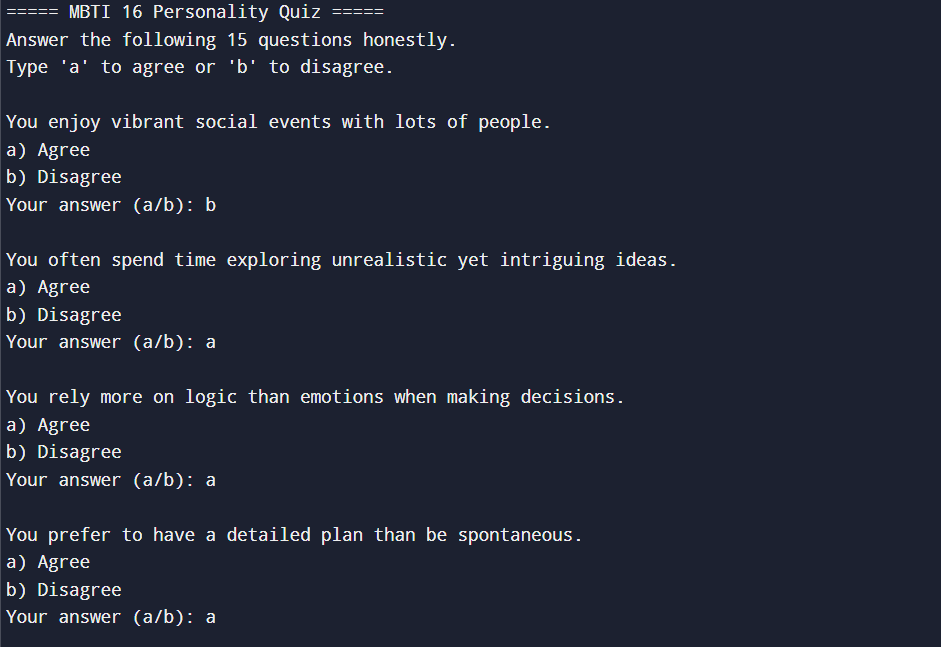 ===== MBTI 16 Personality Quiz =====
Answer the following 15 questions honestly.
Type 'a' to agree or 'b' to disagree.
You enjoy vibrant social events with lots of people.
a) Agree
b) Disagree
Your answer (a/b): b
You often spend time exploring unrealistic yet intriguing ideas.
a) Agree
b) Disagree
Your answer (a/b): a
You rely more on logic than emotions when making decisions.
a) Agree
b) Disagree
Your answer (a/b): a
You prefer to have a detailed plan than be spontaneous.
a) Agree
b) Disagree
Your answer (a/b): a